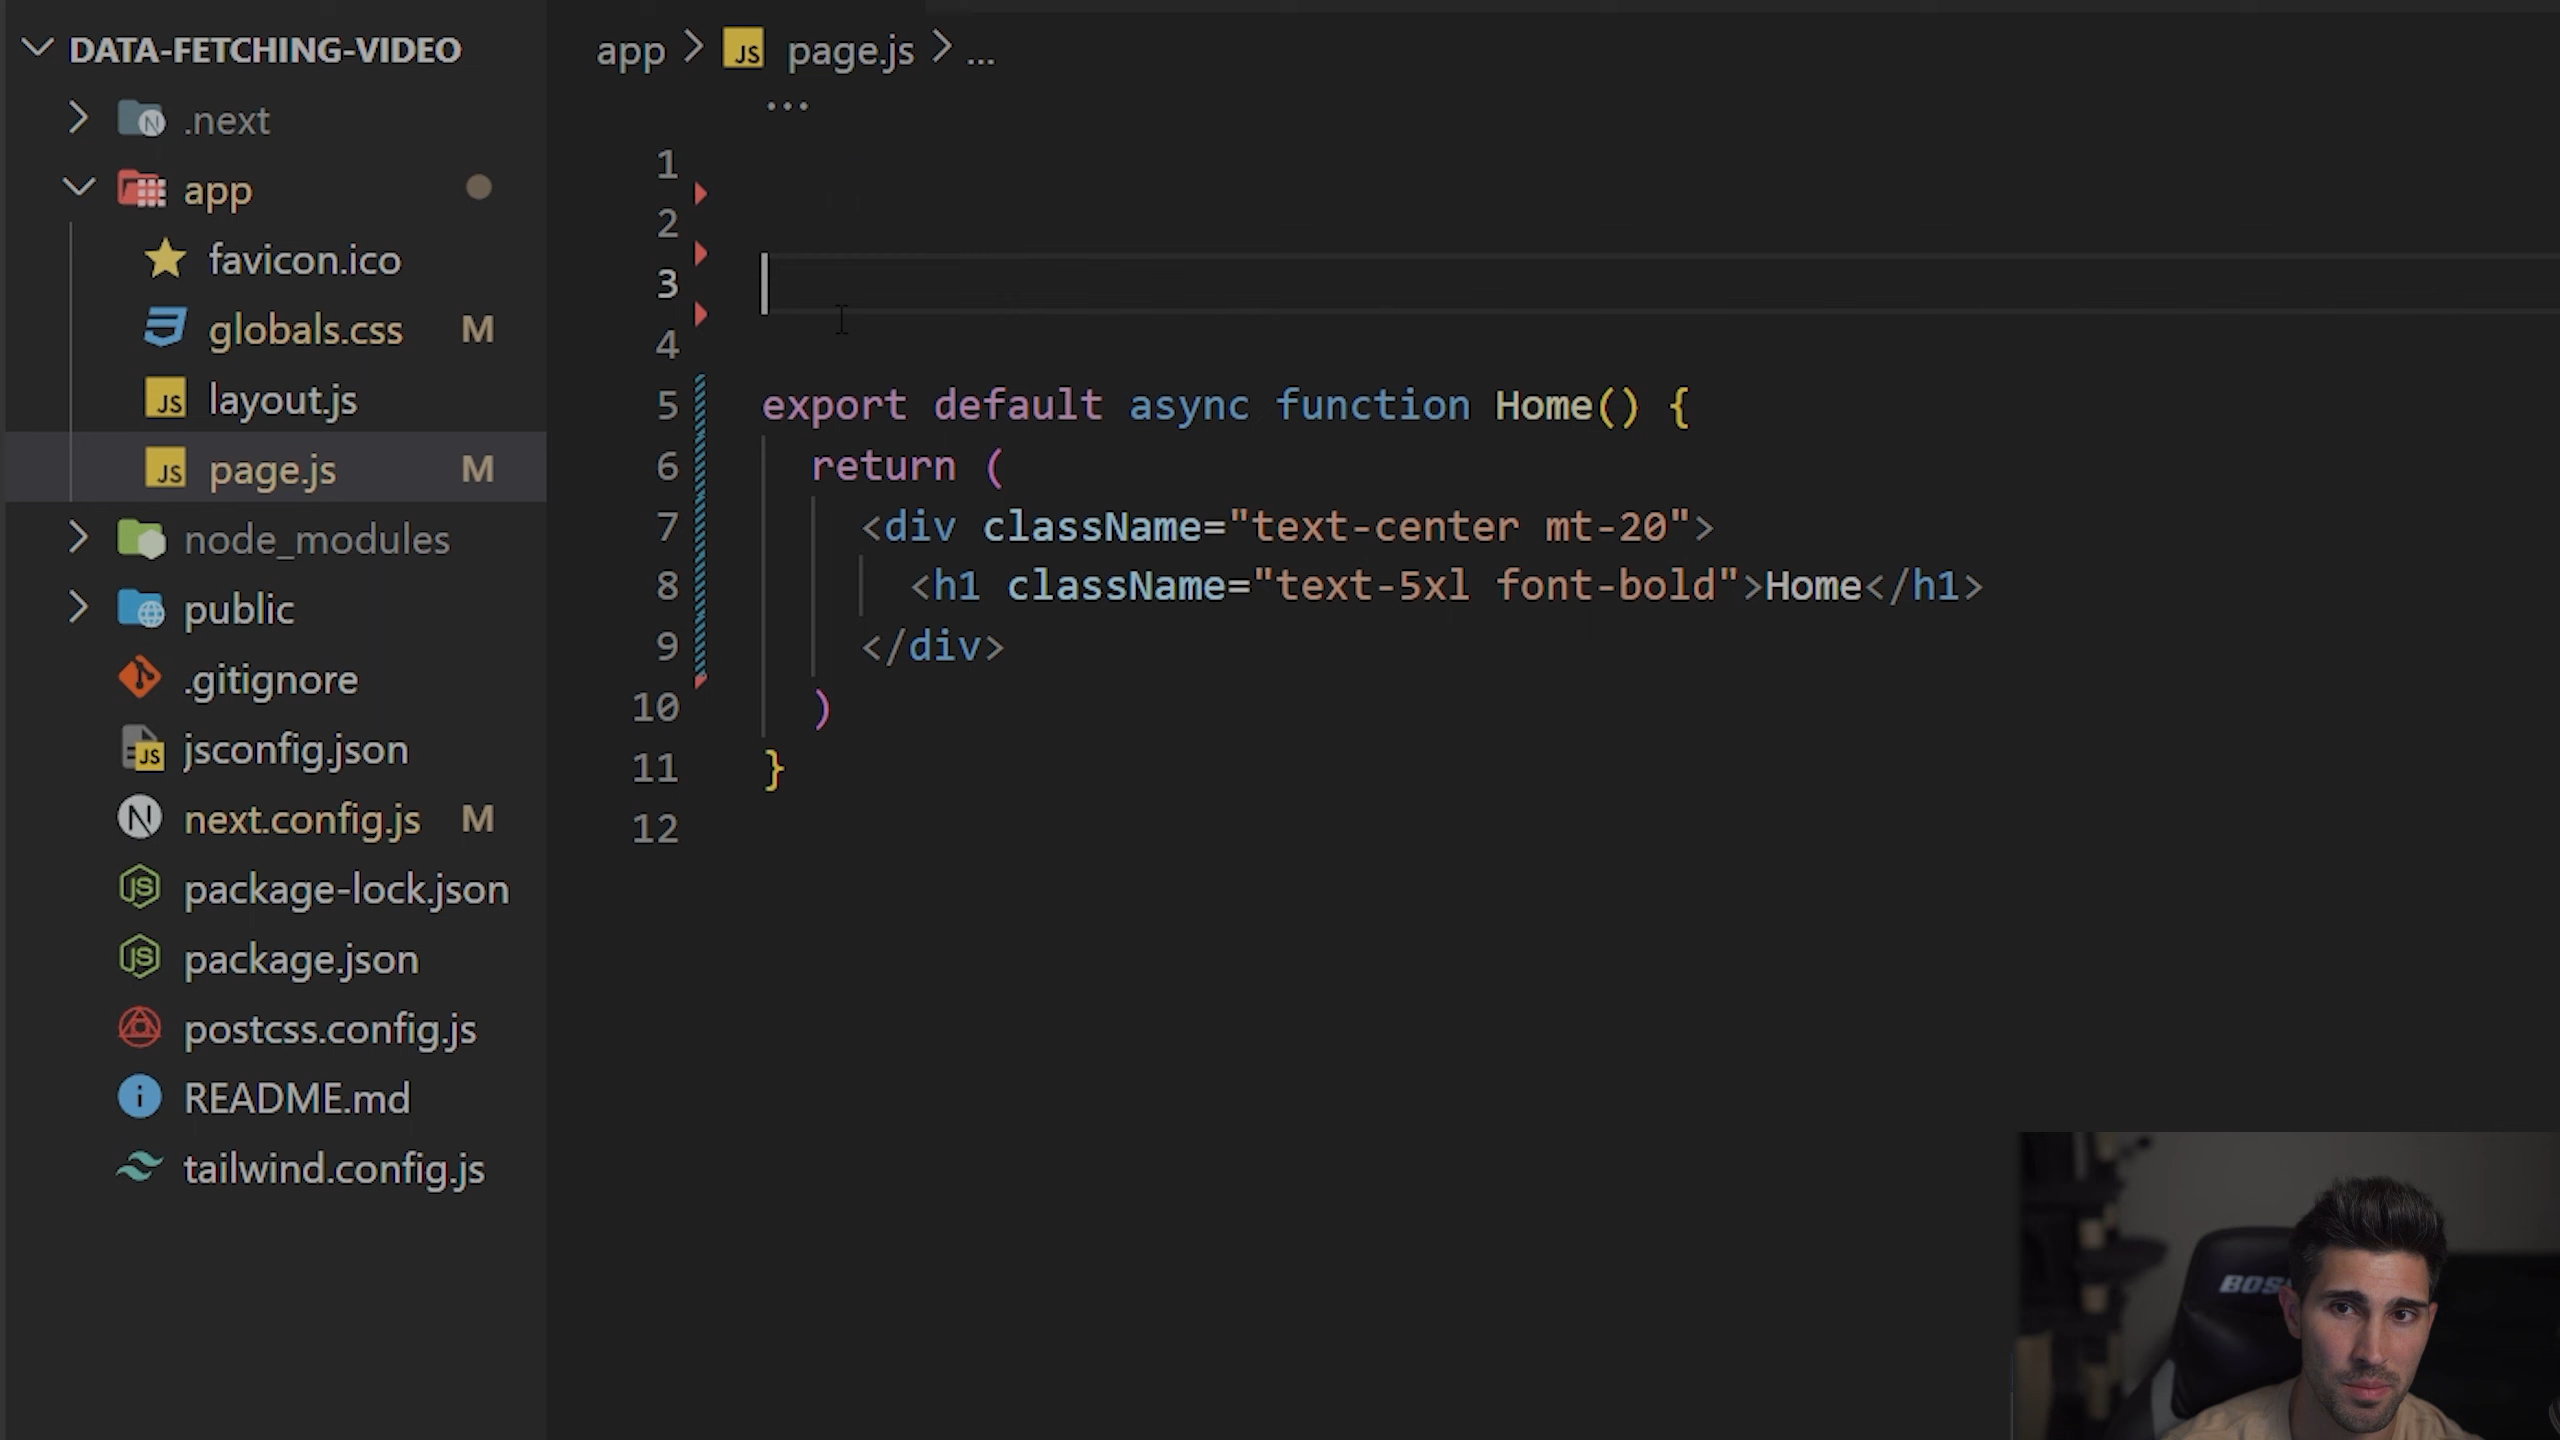 DATA-FETCHING-VIDEO
.next
app
favicon.ico
globals.css M
layout.js
page.js M
node_modules
public
.gitignore
jsconfig.json
next.config.js M
package-lock.json
package.json
postcss.config.js
README.md
tailwind.config.js
app > JS page.js > ...
...
1
2
3
4
5 export default async function Home() {
6 return (
7 <div className="text-center mt-20">
8 <h1 className="text-5xl font-bold">Home</h1>
9 </div>
10 )
11 }
12